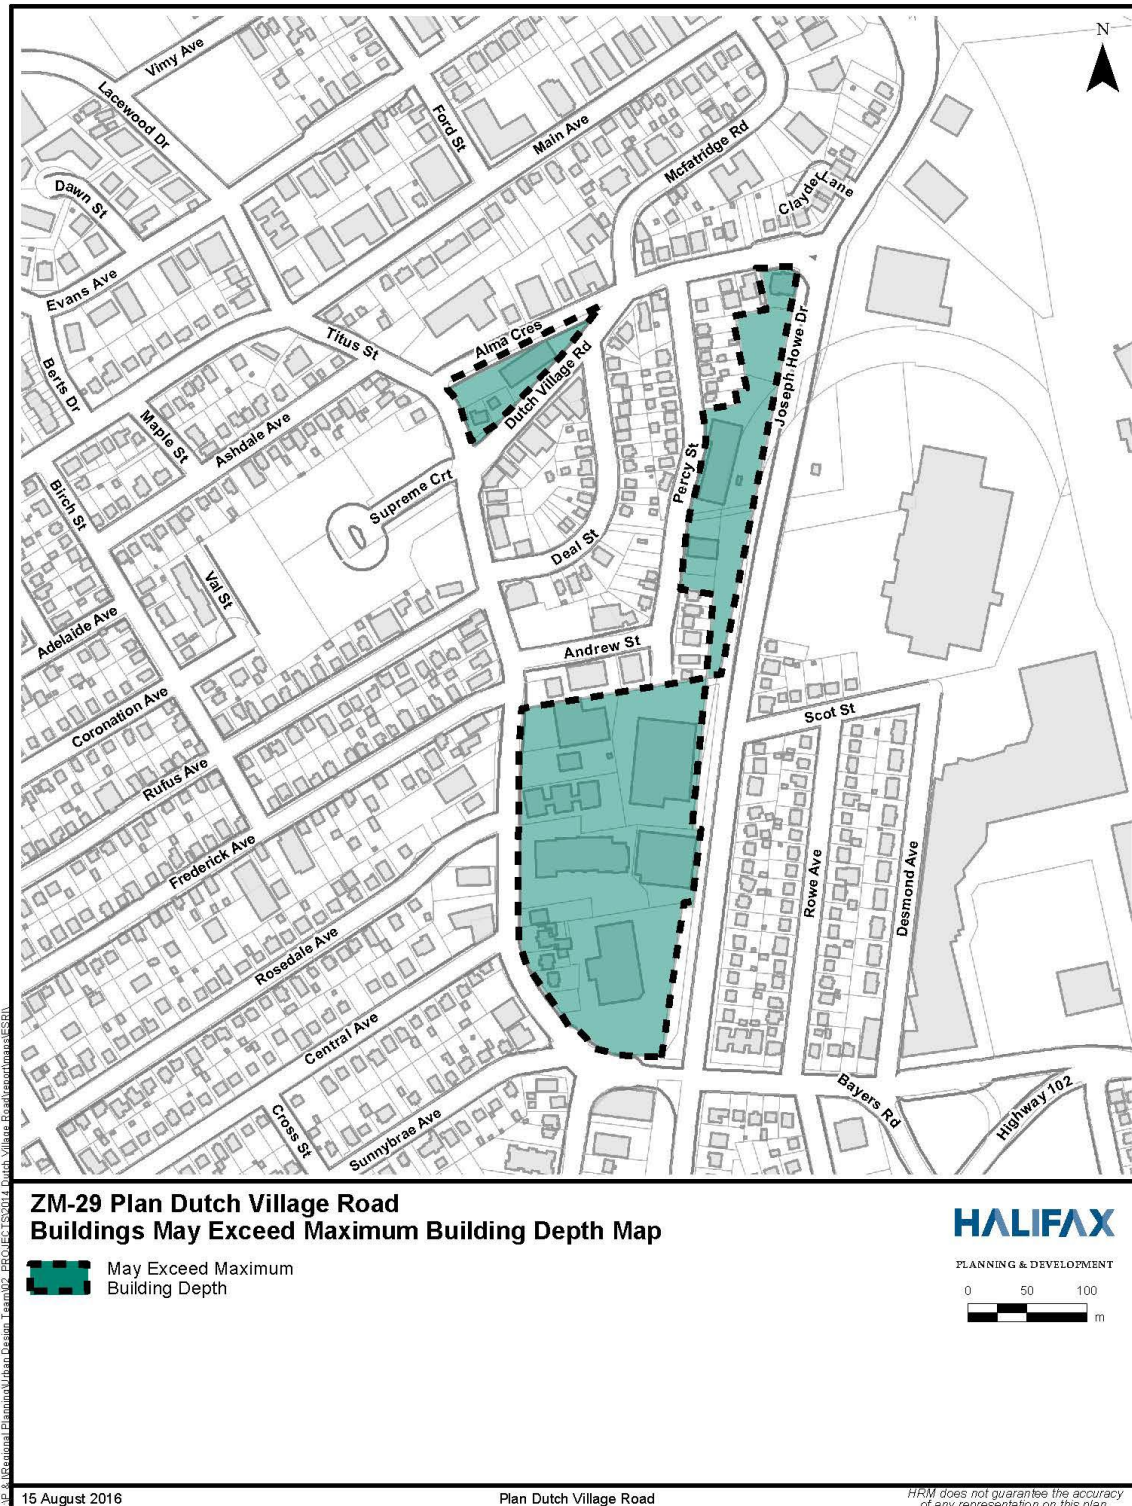 N
Vimy Ave
Lacewood Dr
Ford St
Main Ave
Mcfatridge Rd
Clayder Lane
Dawn St
Evans Ave
Titus St
Alma Cres
Dutch Village Rd
Joseph Howe Dr
Berts Dr
Maple St
Ashdale Ave
Percy St
Supreme Crt
Birch St
Deal St
Val St
Adelaide Ave
Andrew St
Coronation Ave
Scot St
Rufus Ave
Frederick Ave
Rowe Ave
Desmond Ave
Rosedale Ave
Central Ave
Cross St
Sunnybrae Ave
Bayers Rd
Highway 102
ZM-29 Plan Dutch Village Road
Buildings May Exceed Maximum Building Depth Map
May Exceed Maximum
Building Depth
HALIFAX
PLANNING & DEVELOPMENT
0 50 100
m
15 August 2016
Plan Dutch Village Road
HRM does not guarantee the accuracy
of any representation on this plan